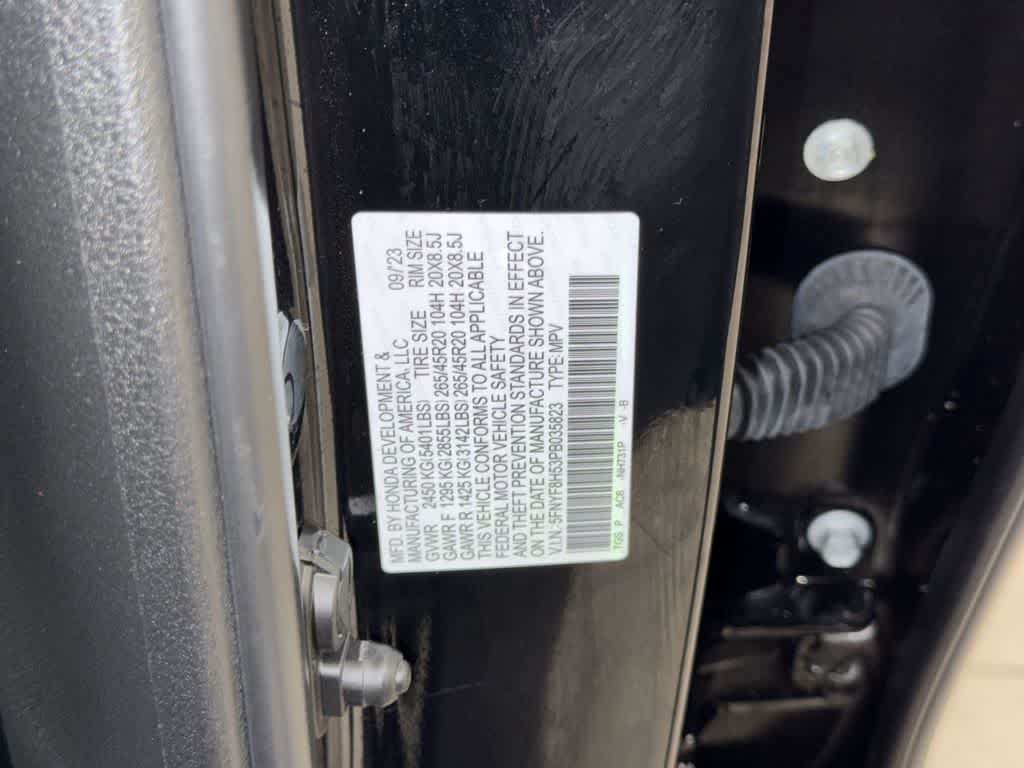 MFD. BY HONDA DEVELOPMENT &
MANUFACTURING OF AMERICA, LLC 09/23
GVWR 2450 KG(5401LBS) TIRE SIZE RIM SIZE
GAWR F 1295 KG(2855LBS) 265/45R20 104H 20X8.5J
GAWR R 1425 KG(3142LBS) 265/45R20 104H 20X8.5J
THIS VEHICLE CONFORMS TO ALL APPLICABLE
FEDERAL MOTOR VEHICLE SAFETY
AND THEFT PREVENTION STANDARDS IN EFFECT
ON THE DATE OF MANUFACTURE SHOWN ABOVE.
V.I.N.:5FNYF8H53PB035823 TYPE:MPV
TGS P AC8 -NH731P -V -B